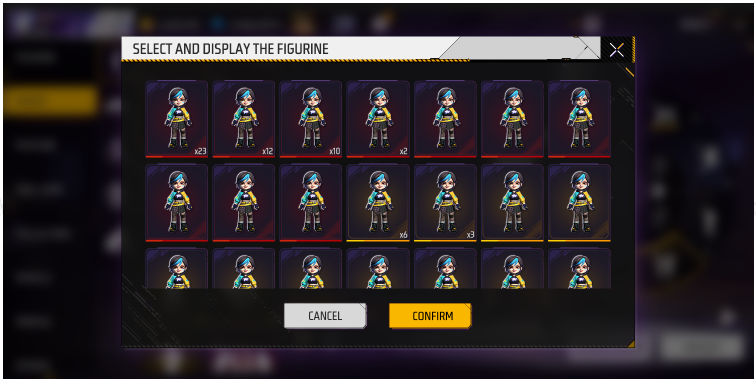 SELECT AND DISPLAY THE FIGURINE
x23 x12 x10 x2
x6 x3
CANCEL CONFIRM